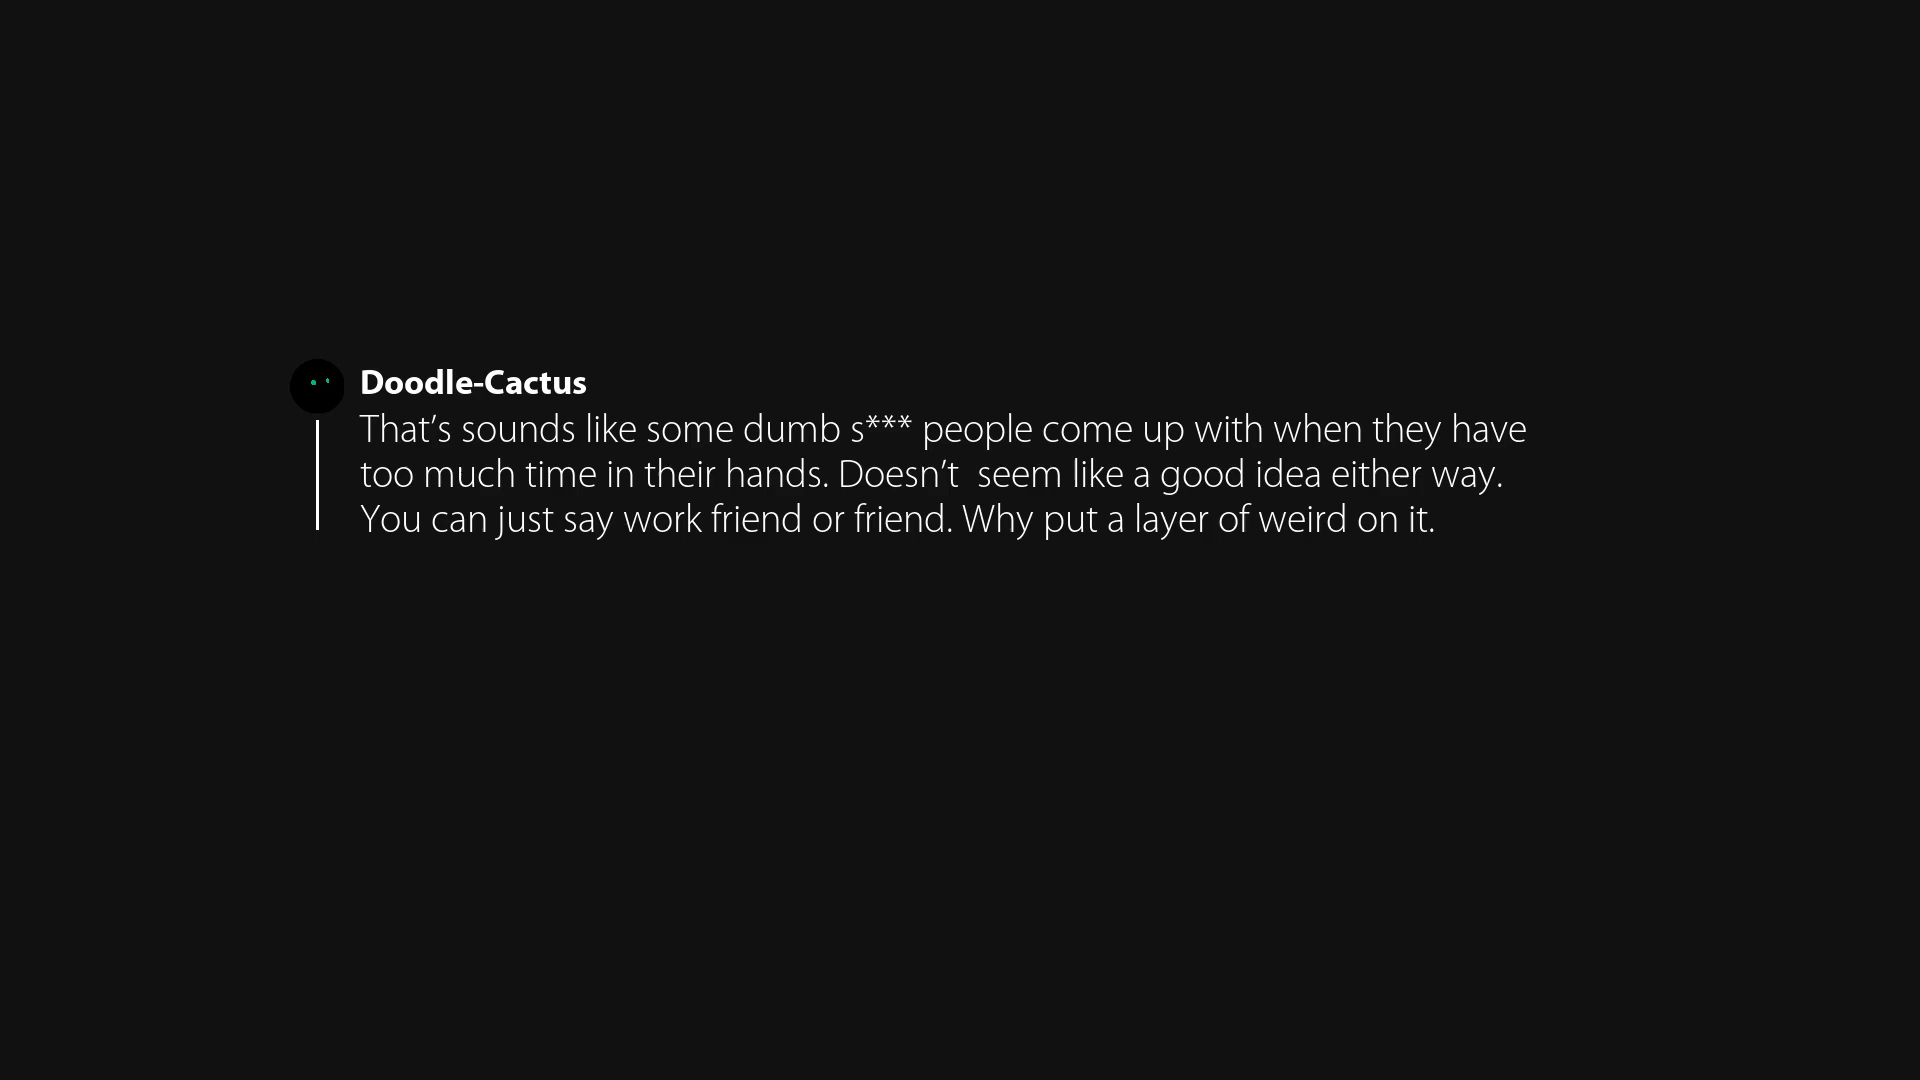 Doodle-Cactus
That’s sounds like some dumb s*** people come up with when they have
too much time in their hands. Doesn’t  seem like a good idea either way.
You can just say work friend or friend. Why put a layer of weird on it.